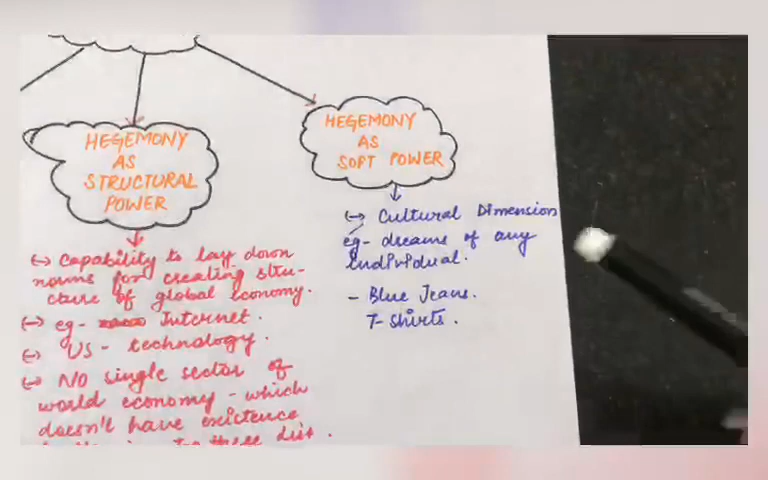 HEGEMONY
AS
STRUCTURAL
POWER
↔ Capability to lay down
norms for creating stru-
cture of global economy.
↔ eg- Internet.
↔ US - technology.
↔ No single sector of
world economy - which
doesn't have existence
HEGEMONY
AS
SOFT POWER
↔ Cultural Dimension
eg- dreams of any
individual.
- Blue Jeans.
T-shirts.